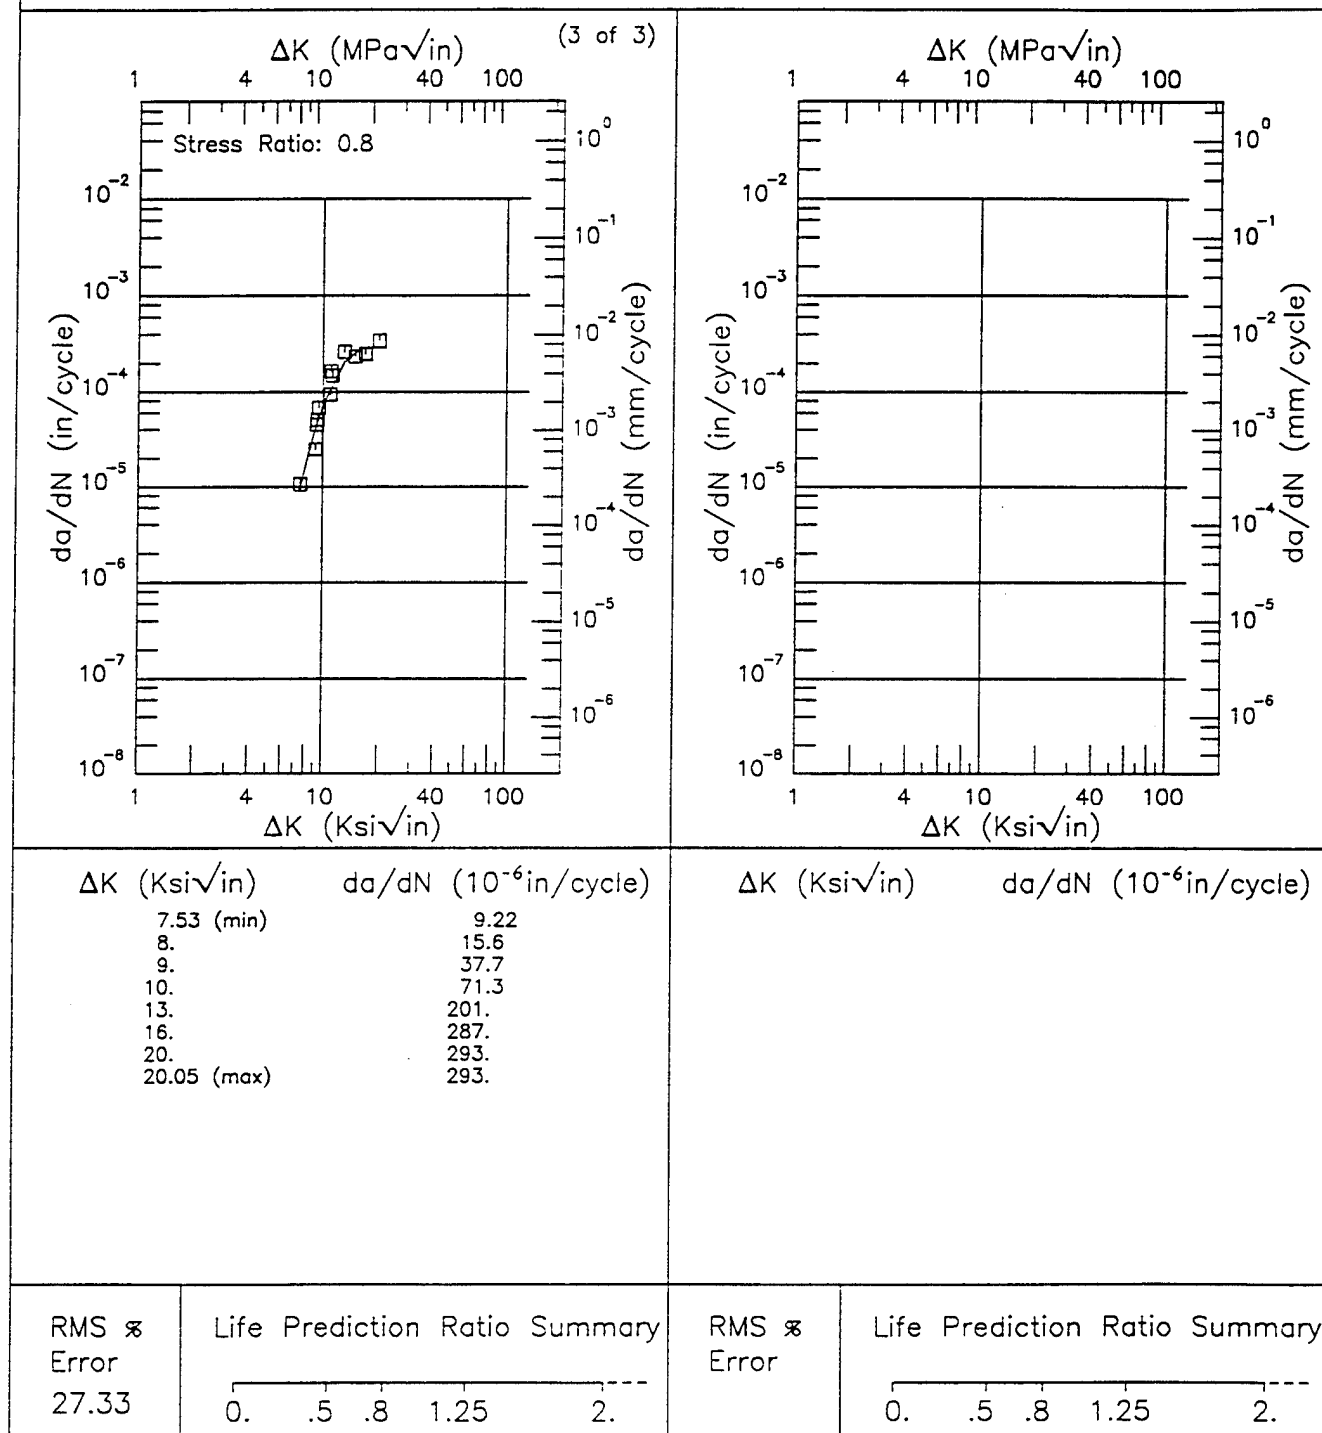 (3 of 3)
ΔK (MPa√in)
1 4 10 40 100
Stress Ratio: 0.8
10⁻²
10⁻³
10⁻⁴
10⁻⁵
10⁻⁶
10⁻⁷
10⁻⁸
da/dN (in/cycle)
10⁰
10⁻¹
10⁻²
10⁻³
10⁻⁴
10⁻⁵
10⁻⁶
da/dN (mm/cycle)
1 4 10 40 100
ΔK (Ksi√in)
ΔK (MPa√in)
1 4 10 40 100
10⁻²
10⁻³
10⁻⁴
10⁻⁵
10⁻⁶
10⁻⁷
10⁻⁸
da/dN (in/cycle)
10⁰
10⁻¹
10⁻²
10⁻³
10⁻⁴
10⁻⁵
10⁻⁶
da/dN (mm/cycle)
1 4 10 40 100
ΔK (Ksi√in)
ΔK (Ksi√in) da/dN (10⁻⁶in/cycle)
7.53 (min) 9.22
8. 15.6
9. 37.7
10. 71.3
13. 201.
16. 287.
20. 293.
20.05 (max) 293.
ΔK (Ksi√in) da/dN (10⁻⁶in/cycle)
RMS %
Error
27.33
Life Prediction Ratio Summary
0. .5 .8 1.25 2.
RMS %
Error
Life Prediction Ratio Summary
0. .5 .8 1.25 2.